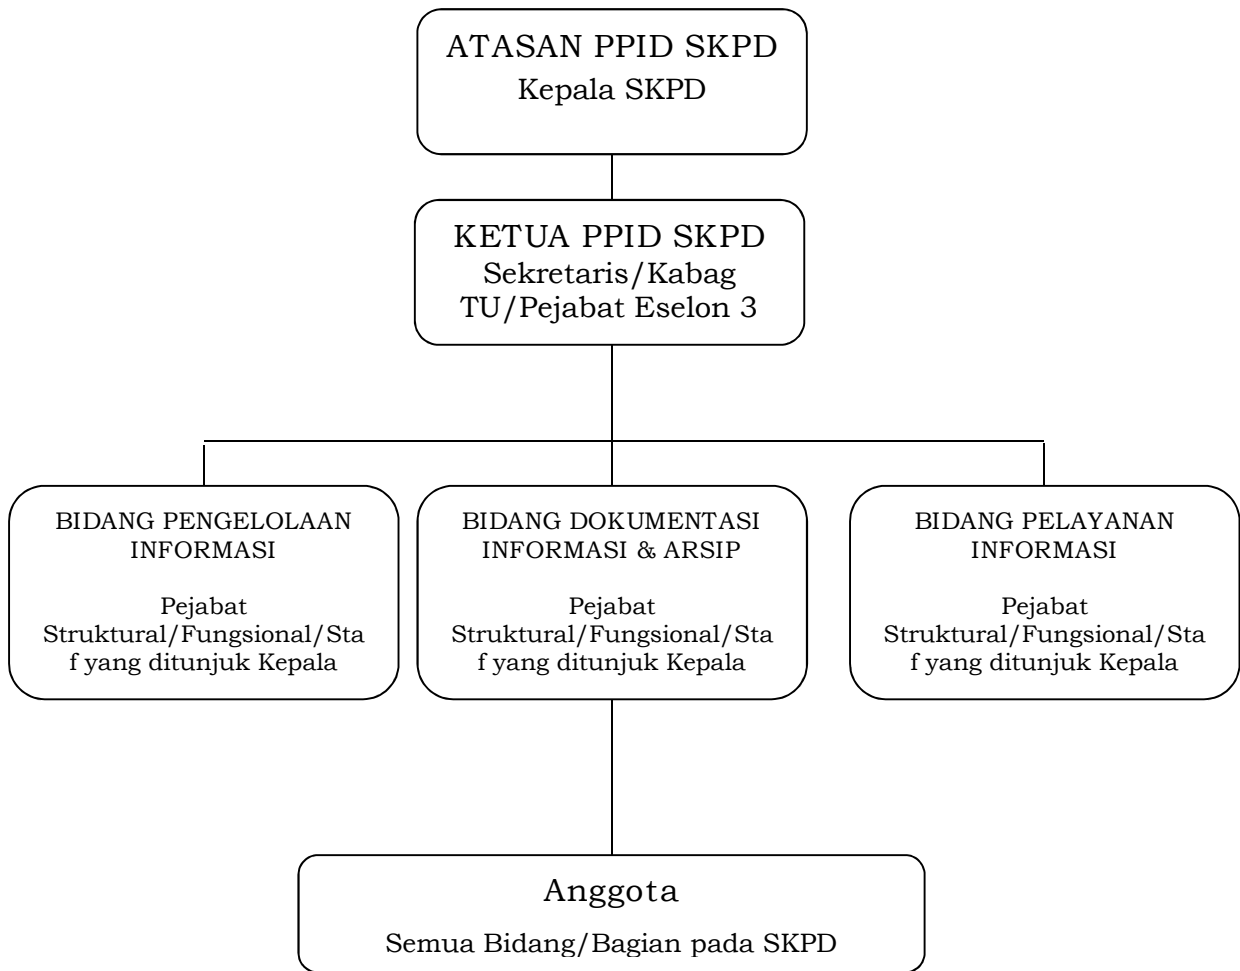 ATASAN PPID SKPD
Kepala SKPD
KETUA PPID SKPD
Sekretaris/Kabag
TU/Pejabat Eselon 3
BIDANG PENGELOLAAN
INFORMASI
Pejabat
Struktural/Fungsional/Sta
f yang ditunjuk Kepala
BIDANG DOKUMENTASI
INFORMASI & ARSIP
Pejabat
Struktural/Fungsional/Sta
f yang ditunjuk Kepala
BIDANG PELAYANAN
INFORMASI
Pejabat
Struktural/Fungsional/Sta
f yang ditunjuk Kepala
Anggota
Semua Bidang/Bagian pada SKPD